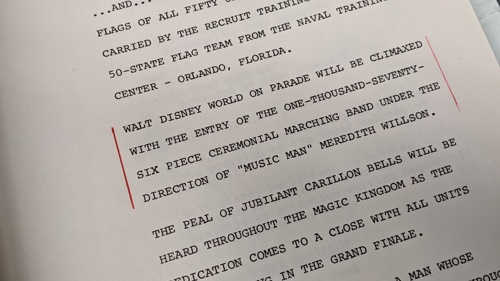 ...AND...
FLAGS OF ALL FIFTY
CARRIED BY THE RECRUIT TRAINING
50-STATE FLAG TEAM FROM THE NAVAL TRAINING
CENTER - ORLANDO, FLORIDA.
WALT DISNEY WORLD ON PARADE WILL BE CLIMAXED
WITH THE ENTRY OF THE ONE-THOUSAND-SEVENTY-
SIX PIECE CEREMONIAL MARCHING BAND UNDER THE
DIRECTION OF "MUSIC MAN" MEREDITH WILLSON.
THE PEAL OF JUBILANT CARILLON BELLS WILL BE
HEARD THROUGHOUT THE MAGIC KINGDOM AS THE
DEDICATION COMES TO A CLOSE WITH ALL UNITS
IN THE GRAND FINALE.
A MAN WHOSE